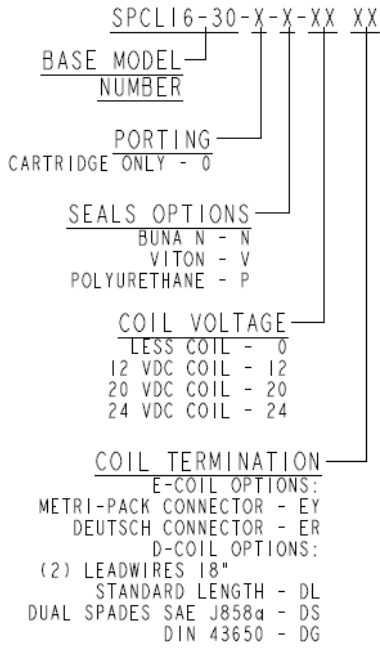 SPCL16-30-X-X-XX XX
BASE MODEL
NUMBER
PORTING
CARTRIDGE ONLY - 0
SEALS OPTIONS
BUNA N - N
VITON - V
POLYURETHANE - P
COIL VOLTAGE
LESS COIL - 0
12 VDC COIL - 12
20 VDC COIL - 20
24 VDC COIL - 24
COIL TERMINATION
E-COIL OPTIONS:
METRI-PACK CONNECTOR - EY
DEUTSCH CONNECTOR - ER
D-COIL OPTIONS:
(2) LEADWIRES 18"
STANDARD LENGTH - DL
DUAL SPADES SAE J858a - DS
DIN 43650 - DG